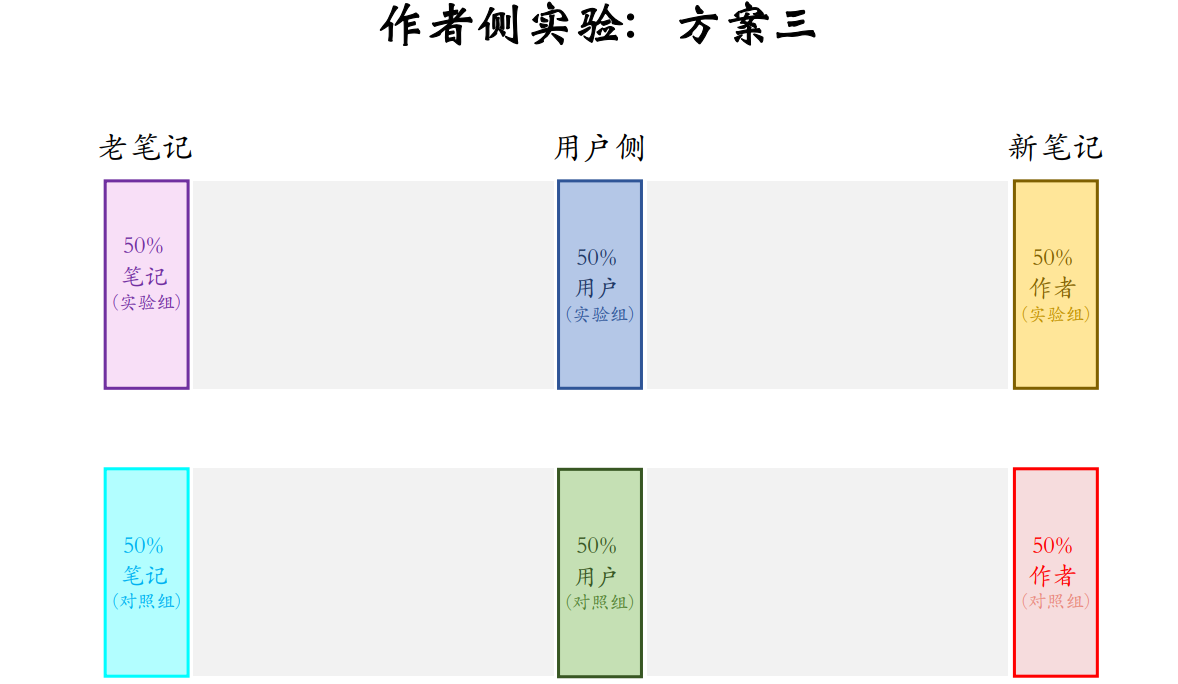 作者侧实验：方案三
老笔记
用户侧
新笔记
50%
笔记
(实验组)
50%
用户
(实验组)
50%
作者
(实验组)
50%
笔记
(对照组)
50%
用户
(对照组)
50%
作者
(对照组)